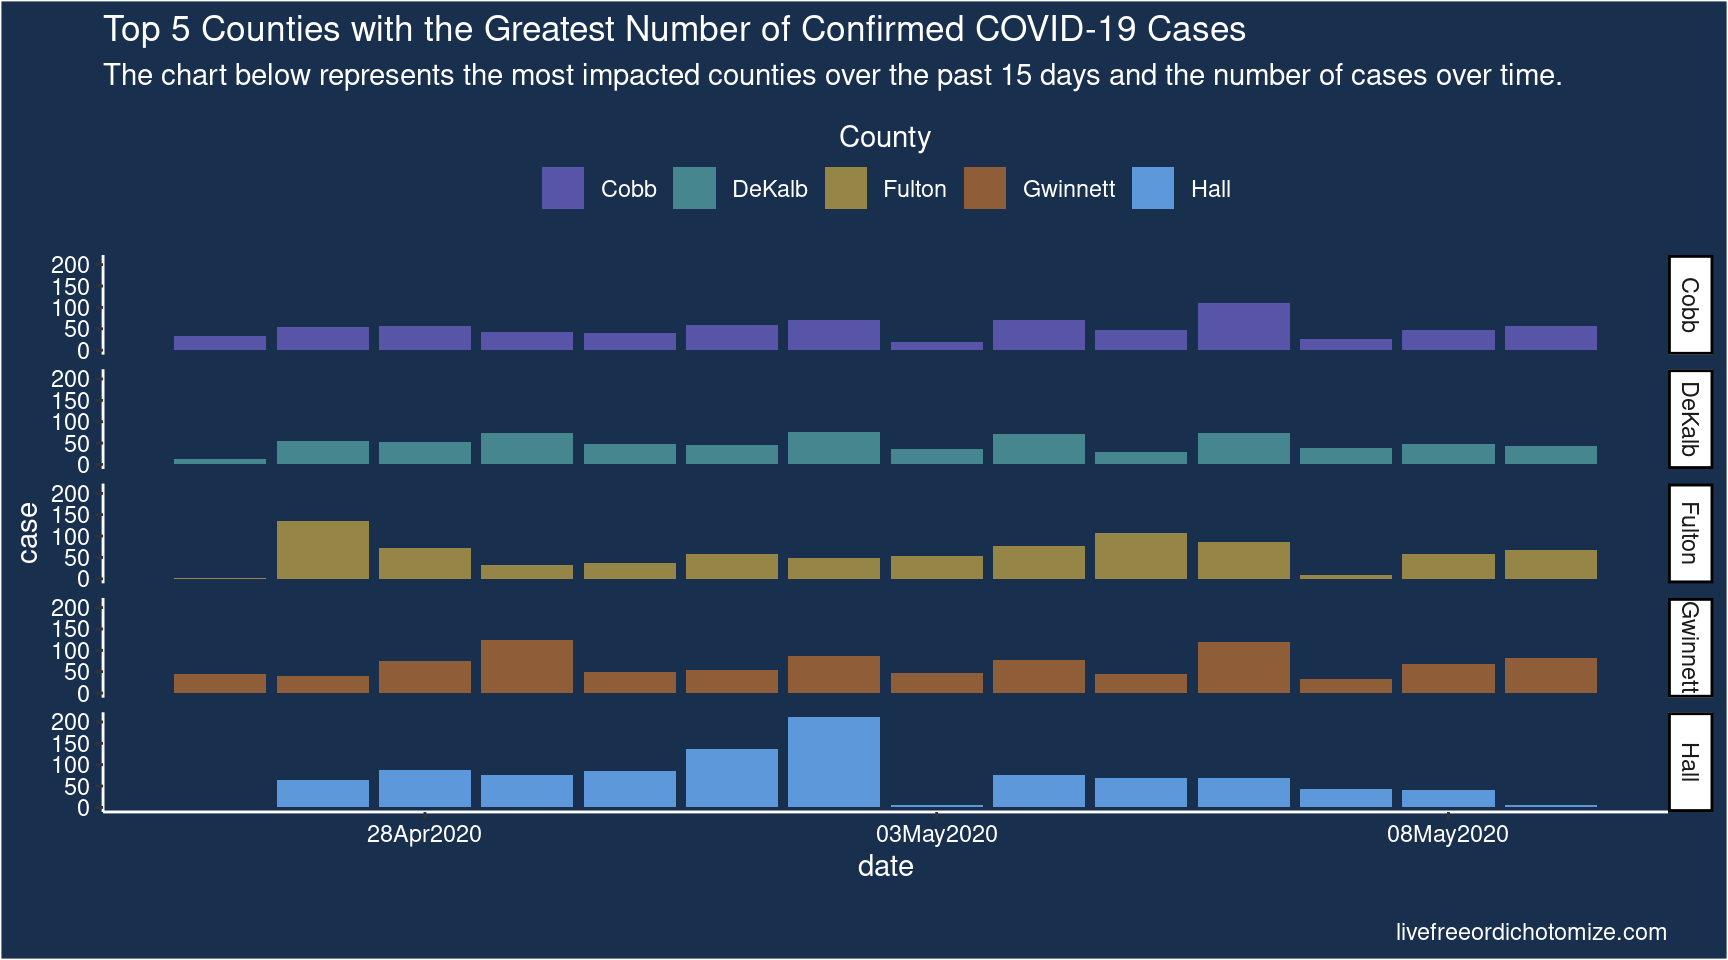 Top 5 Counties with the Greatest Number of Confirmed COVID-19 Cases
The chart below represents the most impacted counties over the past 15 days and the number of cases over time.
County
Cobb DeKalb Fulton Gwinnett Hall
case
200
150
100
50
0
Cobb
200
150
100
50
0
DeKalb
200
150
100
50
0
Fulton
200
150
100
50
0
Gwinnett
200
150
100
50
0
Hall
28Apr2020 03May2020 08May2020
date
livefreeordichotomize.com